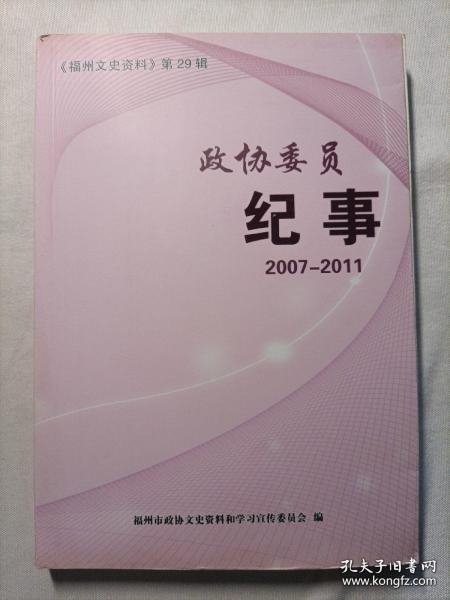 《福州文史资料》第29辑
政协委员
纪事
2007-2011
福州市政协文史资料和学习宣传委员会 编
孔夫子旧书网
www.kongfz.com